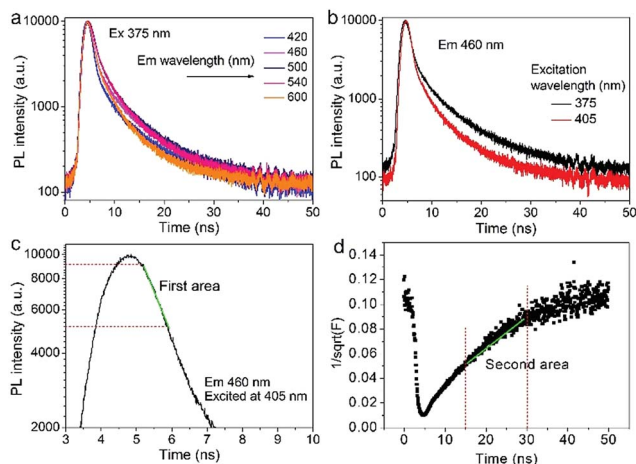 a
Ex 375 nm
Em wavelength (nm)
420
460
500
540
600
PL intensity (a.u.)
10000
1000
100
0 10 20 30 40 50
Time (ns)
b
Em 460 nm
Excitation
wavelength (nm)
375
405
PL intensity (a.u.)
10000
1000
100
0 10 20 30 40 50
Time (ns)
c
First area
Em 460 nm
Excited at 405 nm
PL intensity (a.u.)
10000
8000
6000
4000
2000
3 4 5 6 7 8 9 10
Time (ns)
d
Second area
1/sqrt(F)
0.14
0.12
0.10
0.08
0.06
0.04
0.02
0.00
0 10 20 30 40 50
Time (ns)